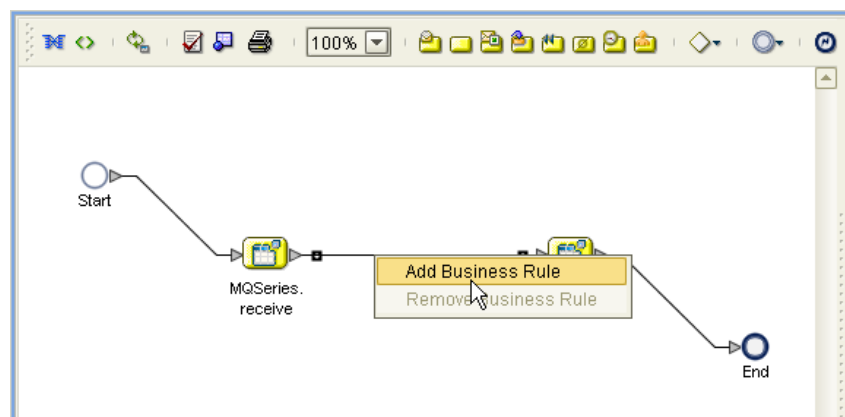 100%
Start
Add Business Rule
MQSeries.
receive
Remove Business Rule
End